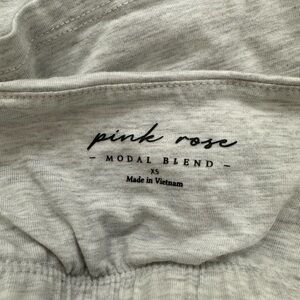 pink rose
- MODAL BLEND -
XS
Made in Vietnam